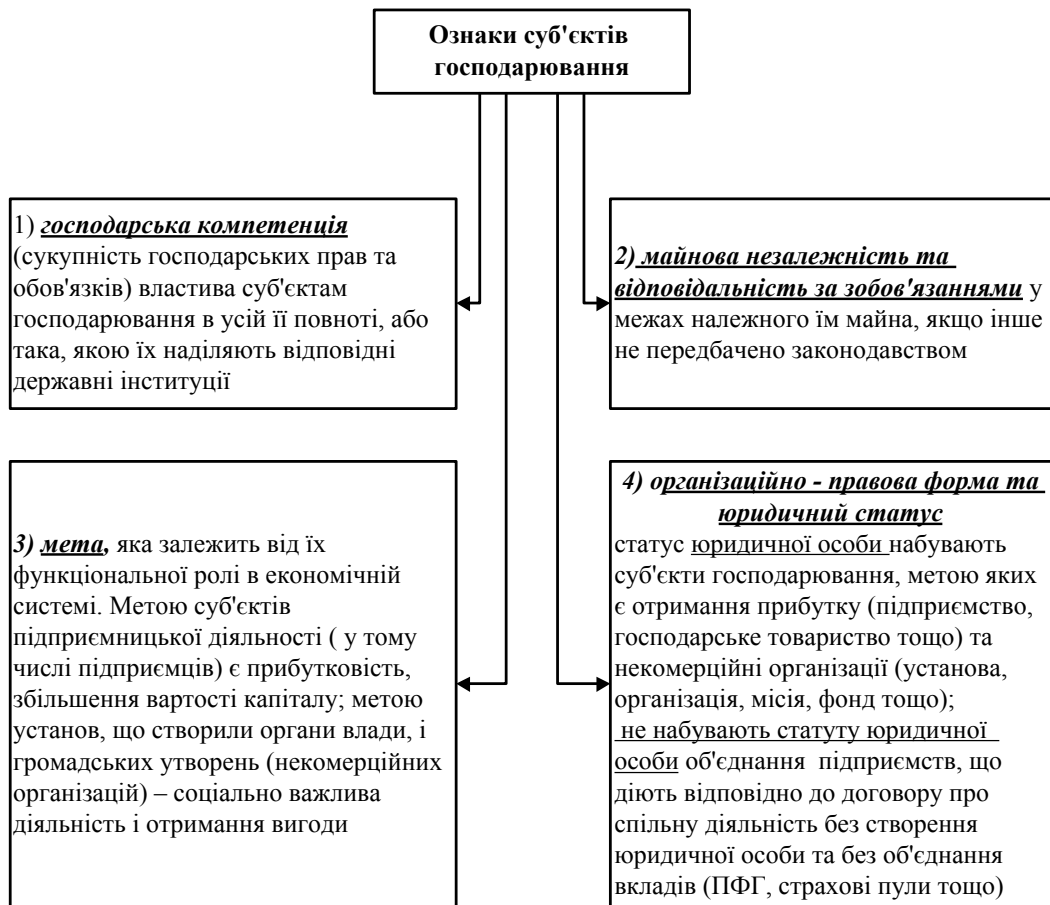 Ознаки суб'єктів
господарювання
1) господарська компетенція
(сукупність господарських прав та
обов'язків) властива суб'єктам
господарювання в усій її повноті, або
така, якою їх наділяють відповідні
державні інституції
2) майнова незалежність та
відповідальність за зобов'язаннями у
межах належного їм майна, якщо інше
не передбачено законодавством
3) мета, яка залежить від їх
функціональної ролі в економічній
системі. Метою суб'єктів
підприємницької діяльності ( у тому
числі підприємців) є прибутковість,
збільшення вартості капіталу; метою
установ, що створили органи влади, і
громадських утворень (некомерційних
організацій) – соціально важлива
діяльність і отримання вигоди
4) організаційно - правова форма та
юридичний статус
статус юридичної особи набувають
суб'єкти господарювання, метою яких
є отримання прибутку (підприємство,
господарське товариство тощо) та
некомерційні організації (установа,
організація, місія, фонд тощо);
не набувають статуту юридичної
особи об'єднання підприємств, що
діють відповідно до договору про
спільну діяльність без створення
юридичної особи та без об'єднання
вкладів (ПФГ, страхові пули тощо)